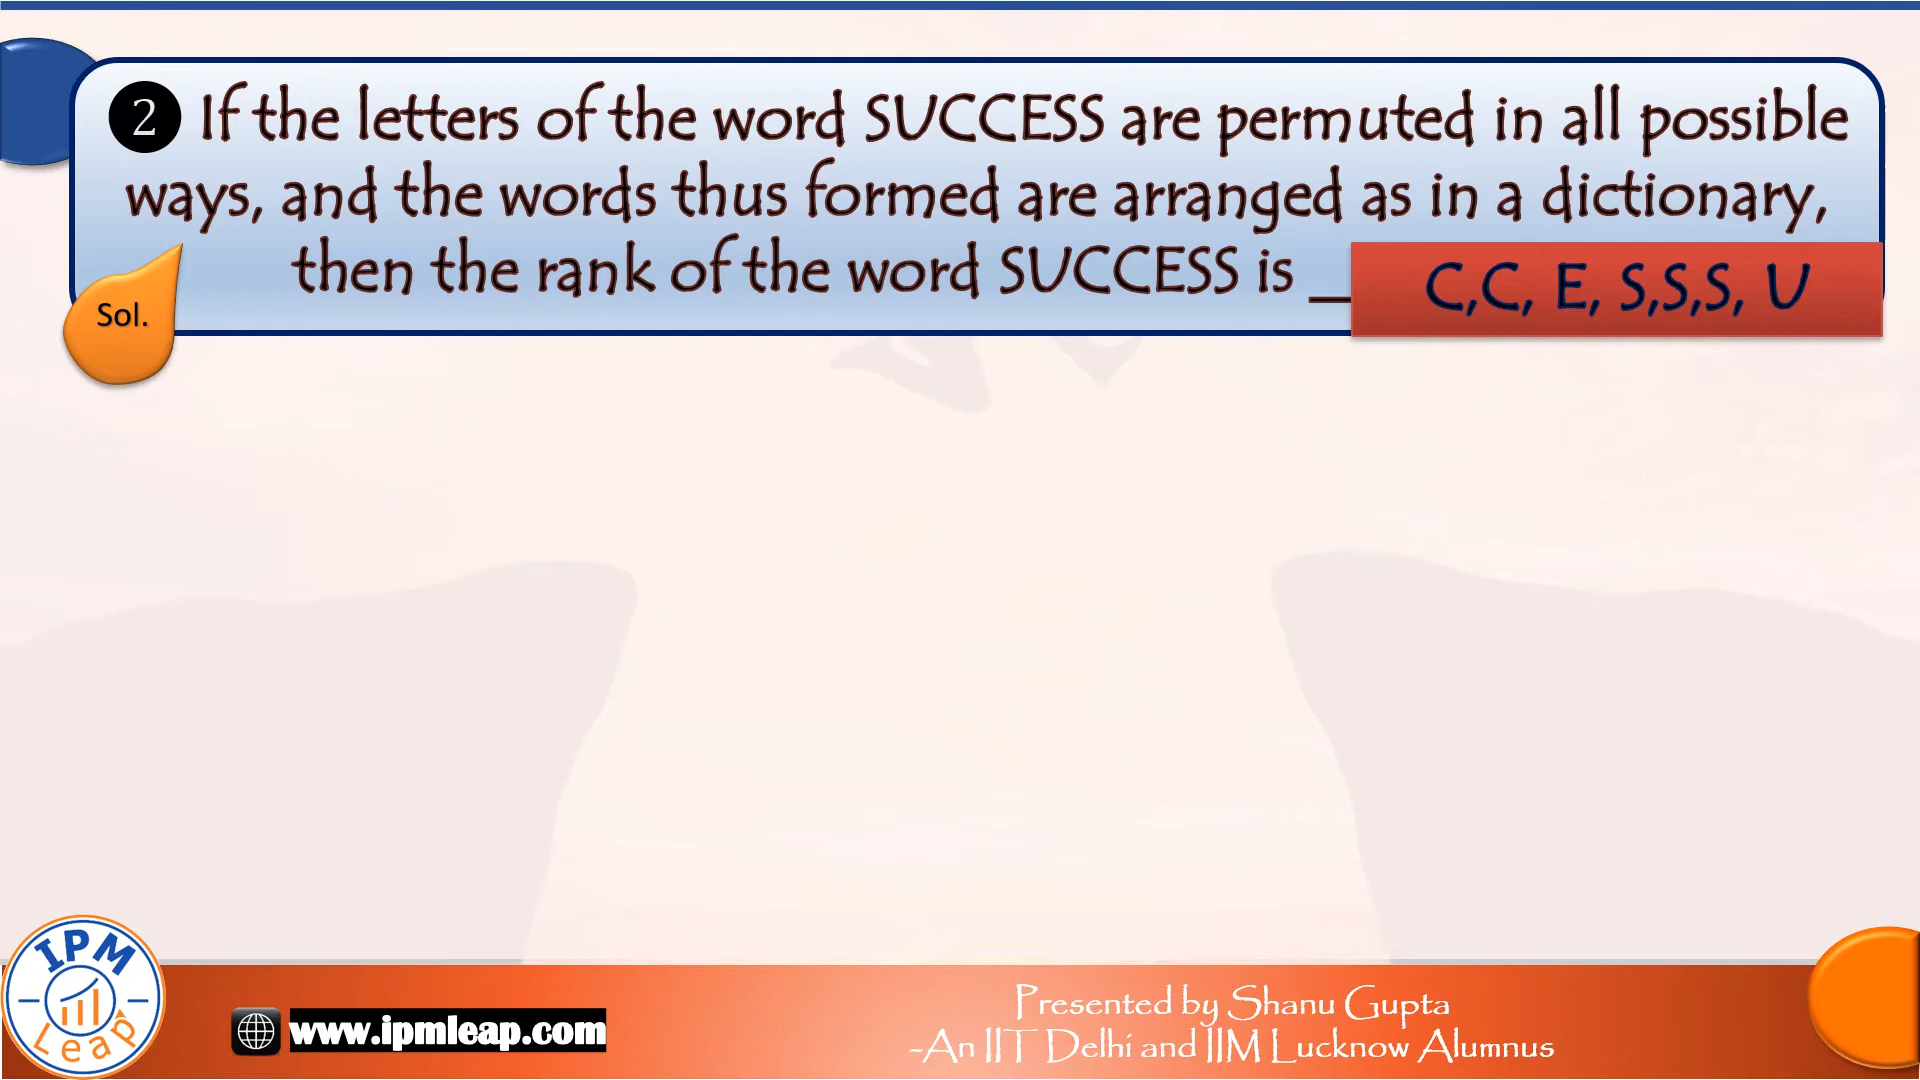 2 If the letters of the word SUCCESS are permuted in all possible
ways, and the words thus formed are arranged as in a dictionary,
then the rank of the word SUCCESS is _
C,C, E, S,S,S, U
Sol.
IPM
Leap
www.ipmleap.com
Presented by Shanu Gupta
-An IIT Delhi and IIM Lucknow Alumnus